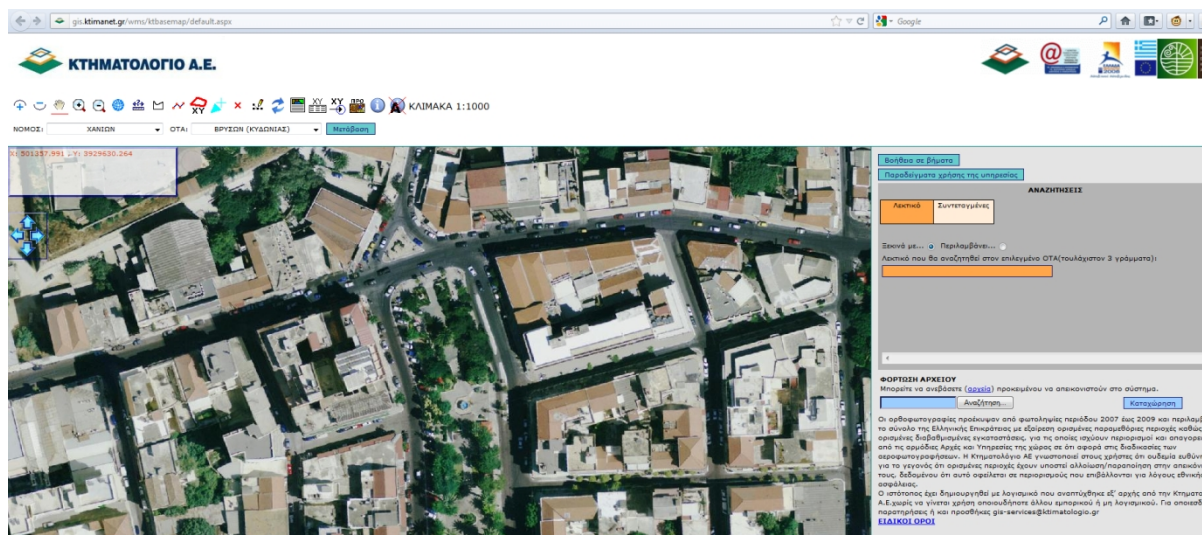 gis.ktimanet.gr/wms/ktbasemap/default.aspx
Google
ΚΤΗΜΑΤΟΛΟΓΙΟ Α.Ε.
ΚΛΙΜΑΚΑ 1:1000
ΝΟΜΟΣ: ΧΑΝΙΩΝ ΟΤΑ: ΒΡΥΣΩΝ (ΚΥΔΩΝΙΑΣ) Μετάβαση
X: 501257.991 - Y: 3929630.264
Βοήθεια σε βήματα
Παραδείγματα χρήσης της υπηρεσίας
ΑΝΑΖΗΤΗΣΕΙΣ
Λεκτικό Συντεταγμένες
Ξεκινά με... Περιλαμβάνει...
Λεκτικό που θα αναζητηθεί στον επιλεγμένο ΟΤΑ(τουλάχιστον 3 γράμματα):
ΦΟΡΤΩΣΗ ΑΡΧΕΙΟΥ
Μπορείτε να ανεβάσετε (αρχεία) προκειμένου να απεικονιστούν στο σύστημα.
Αναζήτηση... Καταχώρηση
Οι ορθοφωτογραφίες προέκυψαν από φωτοληψίες περιόδου 2007 έως 2009 και περιλαμβ
το σύνολο της Ελληνικής Επικράτειας με εξαίρεση ορισμένες παραμεθόριες περιοχές καθώς
ορισμένες διαβαθμισμένες εγκαταστάσεις, για τις οποίες ισχύουν περιορισμοί και απαγορε
από τις αρμόδιες Αρχές και Υπηρεσίες της χώρας σε ότι αφορά στις διαδικασίες των
αεροφωτογραφήσεων. Η Κτηματολόγιο ΑΕ γνωστοποιεί στους χρήστες ότι ουδεμία ευθύνη
για το γεγονός ότι ορισμένες περιοχές έχουν υποστεί αλλοίωση/παραποίηση στην απεικόν
τους, δεδομένου ότι αυτό οφείλεται σε περιορισμούς που επιβάλλονται για λόγους εθνική
ασφάλειας.
Ο ιστότοπος έχει δημιουργηθεί με λογισμικό που αναπτύχθηκε εξ' αρχής από την Κτηματο
Α.Ε.χωρίς να γίνεται χρήση οποιουδήποτε άλλου εμπορικού ή μη λογισμικού. Για οποιεσδ
παρατηρήσεις ή και προσθήκες gis-services@ktimatologio.gr
ΕΙΔΙΚΟΙ ΟΡΟΙ